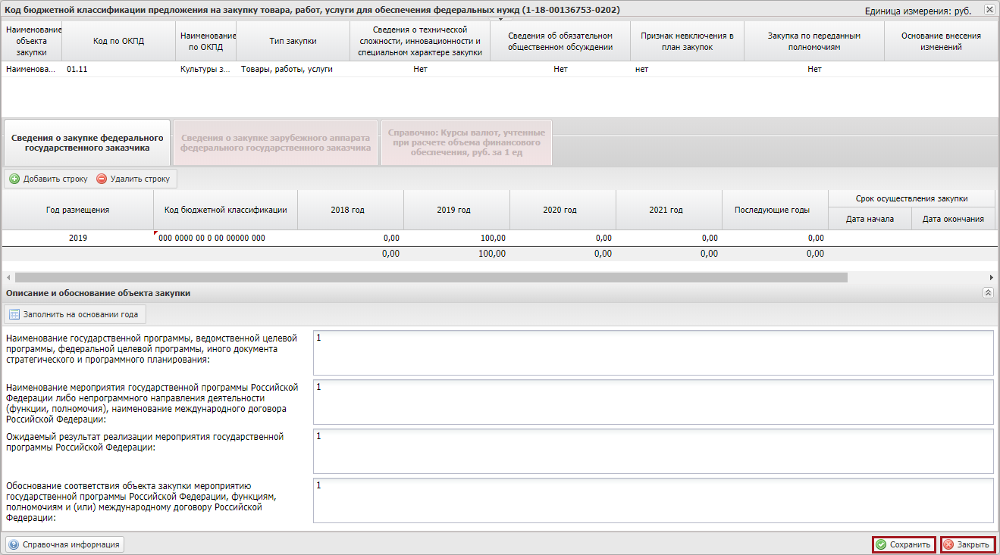 Код бюджетной классификации предложения на закупку товара, работ, услуги для обеспечения федеральных нужд (1-18-00136753-0202)
Единица измерения: руб.
Наименование
объекта
закупки
Код по ОКПД
Наименование
по ОКПД
Тип закупки
Сведения о технической
сложности, инновационности и
специальном характере закупки
Сведения об обязательном
общественном обсуждении
Признак невключения в
план закупок
Закупка по переданным
полномочиям
Основание внесения
изменений
Наименова...
01.11
Культуры з...
Товары, работы, услуги
Нет
Нет
нет
Нет
Сведения о закупке федерального
государственного заказчика
Сведения о закупке зарубежного аппарата
федерального государственного заказчика
Справочно: Курсы валют, учтенные
при расчете объема финансового
обеспечения, руб. за 1 ед
Добавить строку
Удалить строку
Год размещения
Код бюджетной классификации
2018 год
2019 год
2020 год
2021 год
Последующие годы
Срок осуществления закупки
Дата начала
Дата окончания
2019
000 0000 00 0 00 00000 000
0,00
100,00
0,00
0,00
0,00
0,00
100,00
0,00
0,00
0,00
Описание и обоснование объекта закупки
Заполнить на основании года
Наименование государственной программы, ведомственной целевой
программы, федеральной целевой программы, иного документа
стратегического и программного планирования:
1
Наименование мероприятия государственной программы Российской
Федерации либо непрограммного направления деятельности
(функции, полномочия), наименование международного договора
Российской Федерации:
1
Ожидаемый результат реализации мероприятия государственной
программы Российской Федерации:
1
Обоснование соответствия объекта закупки мероприятию
государственной программы Российской Федерации, функциям,
полномочиям и (или) международному договору Российской
Федерации:
1
Справочная информация
Сохранить
Закрыть